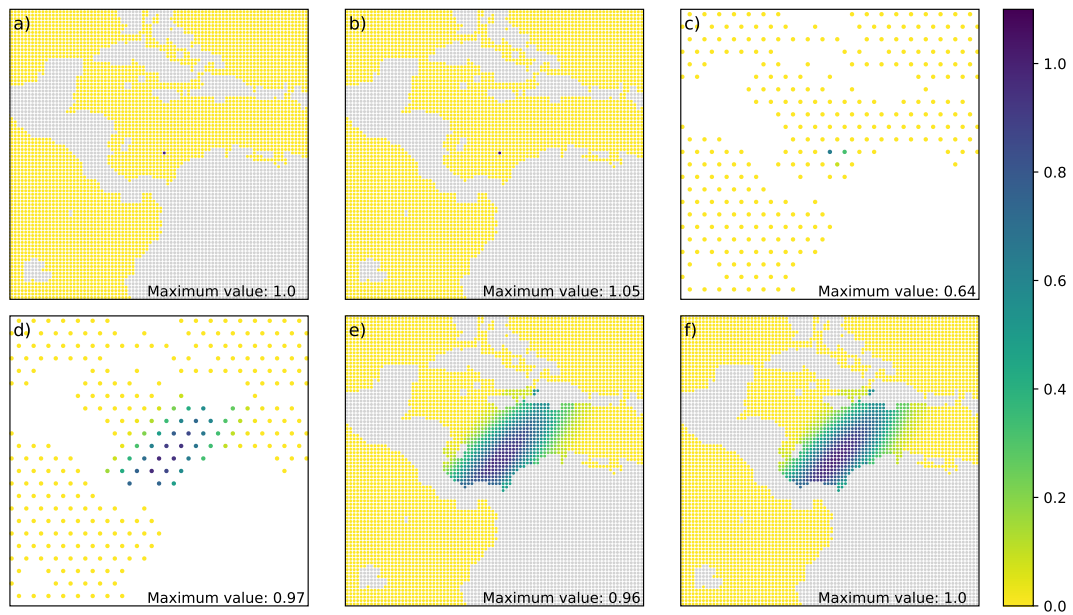 a)
b)
c)
Maximum value: 1.0
Maximum value: 1.05
Maximum value: 0.64
d)
e)
f)
Maximum value: 0.97
Maximum value: 0.96
Maximum value: 1.0
1.0
0.8
0.6
0.4
0.2
0.0